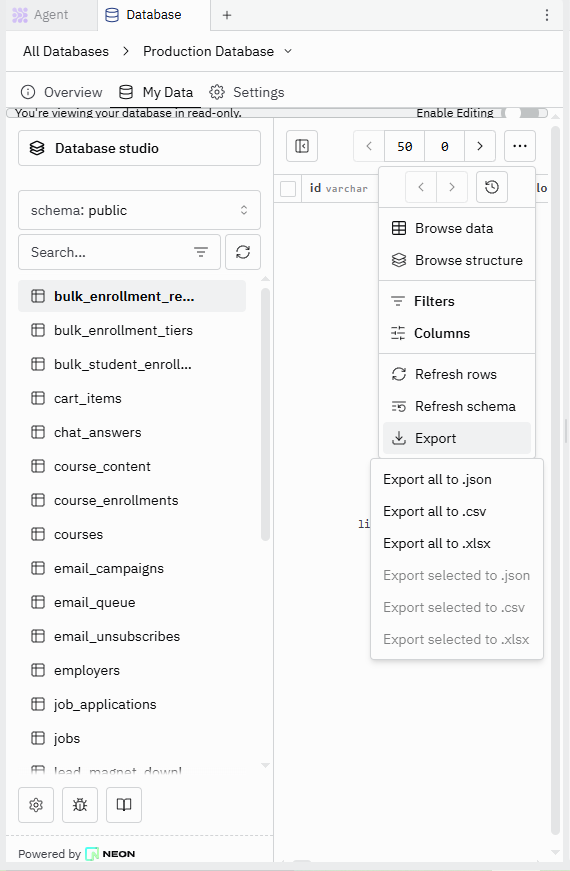 Agent
Database
All Databases
Production Database
Overview
My Data
Settings
You're viewing your database in read-only.
Enable Editing
Database studio
50
0
schema: public
id varchar
lo
Search...
Browse data
Browse structure
Filters
Columns
Refresh rows
Refresh schema
Export
Export all to .json
Export all to .csv
Export all to .xlsx
Export selected to .json
Export selected to .csv
Export selected to .xlsx
li
bulk_enrollment_re...
bulk_enrollment_tiers
bulk_student_enroll...
cart_items
chat_answers
course_content
course_enrollments
courses
email_campaigns
email_queue
email_unsubscribes
employers
job_applications
jobs
lead_magnet_downl
Powered by NEON